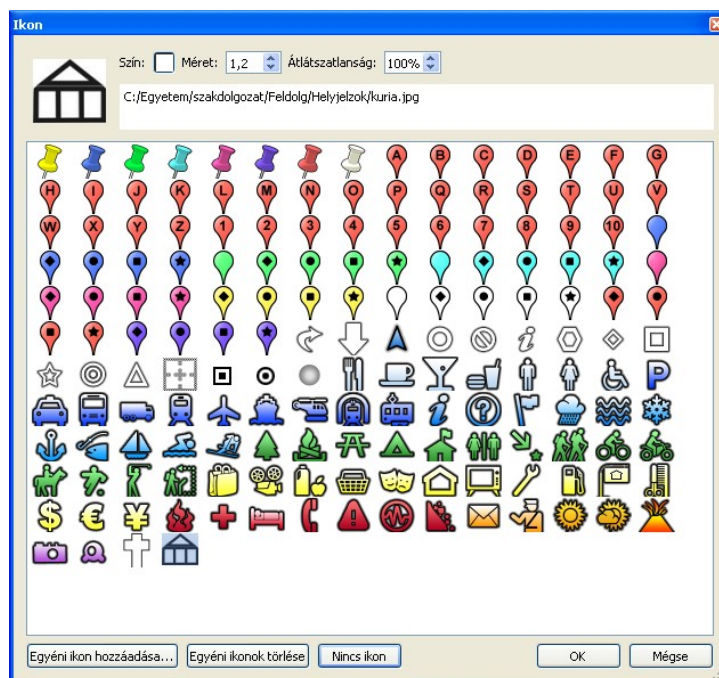 Ikon
Szín: Méret: 1,2 Átlátszatlanság: 100%
C:/Egyetem/szakdolgozat/Feldolg/Helyjelzok/kuria.jpg
A B C D E F G
H I J K L M N O P Q R S T U V
W X Y Z 1 2 3 4 5 6 7 8 9 10
i
P
i ?
$ € ¥ !
Egyéni ikon hozzáadása... Egyéni ikonok törlése Nincs ikon OK Mégse